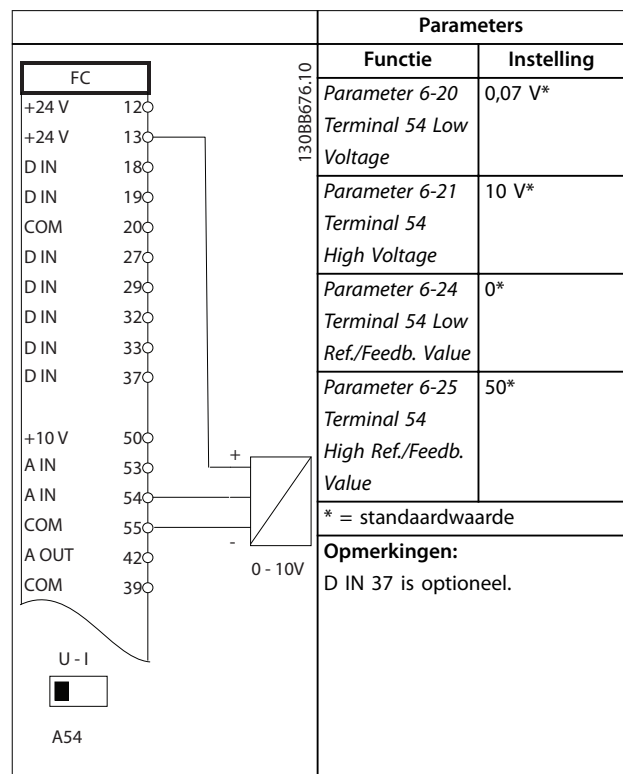 Parameters
Functie Instelling
Parameter 6-20 0,07 V*
Terminal 54 Low
Voltage
Parameter 6-21 10 V*
Terminal 54
High Voltage
Parameter 6-24 0*
Terminal 54 Low
Ref./Feedb. Value
Parameter 6-25 50*
Terminal 54
High Ref./Feedb.
Value
* = standaardwaarde
Opmerkingen:
D IN 37 is optioneel.
130BB676.10
FC
+24 V 12
+24 V 13
D IN 18
D IN 19
COM 20
D IN 27
D IN 29
D IN 32
D IN 33
D IN 37
+10 V 50
A IN 53
A IN 54
COM 55
A OUT 42
COM 39
+
-
0 - 10V
U - I
A54